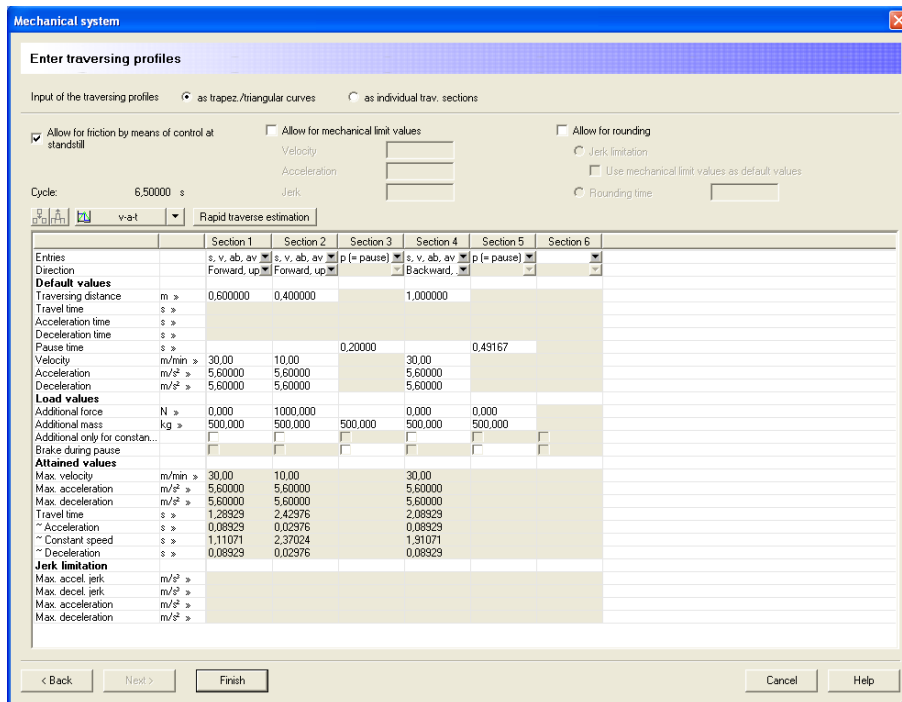 Mechanical system
Enter traversing profiles
Input of the traversing profiles as trapez./triangular curves as individual trav. sections
Allow for friction by means of control at standstill
Allow for mechanical limit values
Velocity
Acceleration
Jerk
Allow for rounding
Jerk limitation
Use mechanical limit values as default values
Rounding time
Cycle: 6,50000 s
v-a-t Rapid traverse estimation
Section 1 Section 2 Section 3 Section 4 Section 5 Section 6
Entries s, v, ab, av s, v, ab, av p (= pause) s, v, ab, av p (= pause)
Direction Forward, up Forward, up Backward, .
Default values
Traversing distance m » 0,600000 0,400000 1,000000
Travel time s »
Acceleration time s »
Deceleration time s »
Pause time s » 0,20000 0,49167
Velocity m/min » 30,00 10,00 30,00
Acceleration m/s² » 5,60000 5,60000 5,60000
Deceleration m/s² » 5,60000 5,60000 5,60000
Load values
Additional force N » 0,000 1000,000 0,000 0,000
Additional mass kg » 500,000 500,000 500,000 500,000 500,000
Additional only for constan...
Brake during pause
Attained values
Max. velocity m/min » 30,00 10,00 30,00
Max. acceleration m/s² » 5,60000 5,60000 5,60000
Max. deceleration m/s² » 5,60000 5,60000 5,60000
Travel time s » 1,28929 2,42976 2,08929
~ Acceleration s » 0,08929 0,02976 0,08929
~ Constant speed s » 1,11071 2,37024 1,91071
~ Deceleration s » 0,08929 0,02976 0,08929
Jerk limitation
Max. accel. jerk m/s³ »
Max. decel. jerk m/s³ »
Max. acceleration m/s² »
Max. deceleration m/s² »
< Back Next > Finish Cancel Help